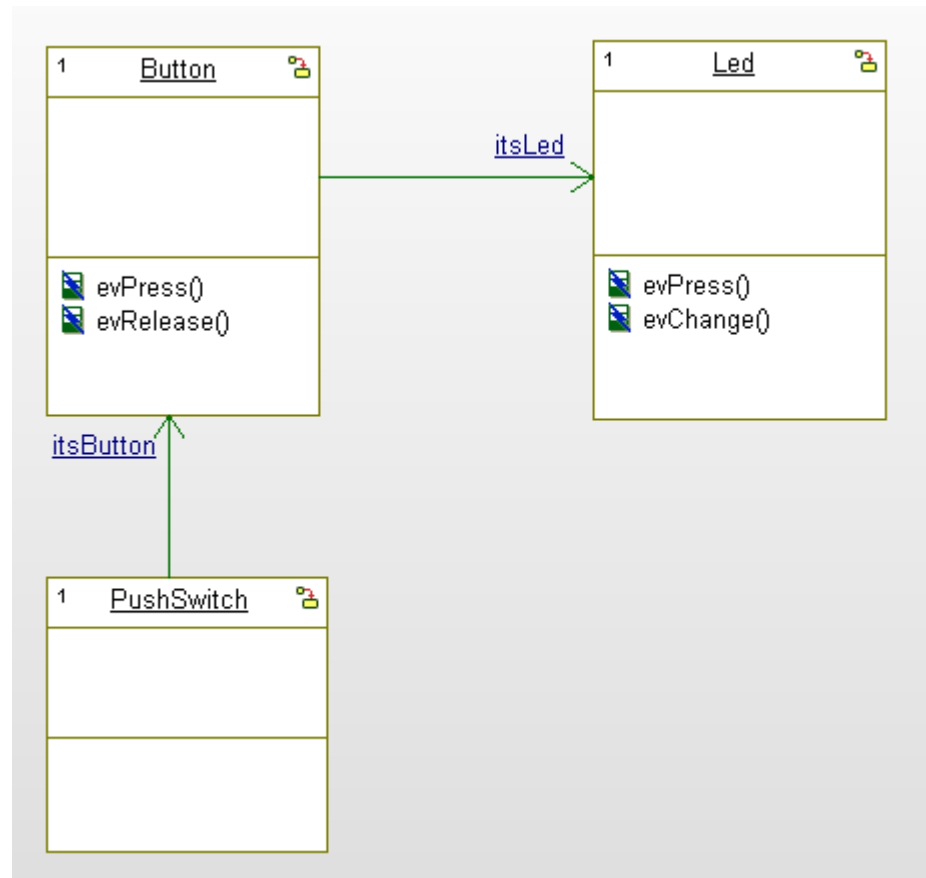 1 Button
evPress()
evRelease()
itsLed
1 Led
evPress()
evChange()
itsButton
1 PushSwitch